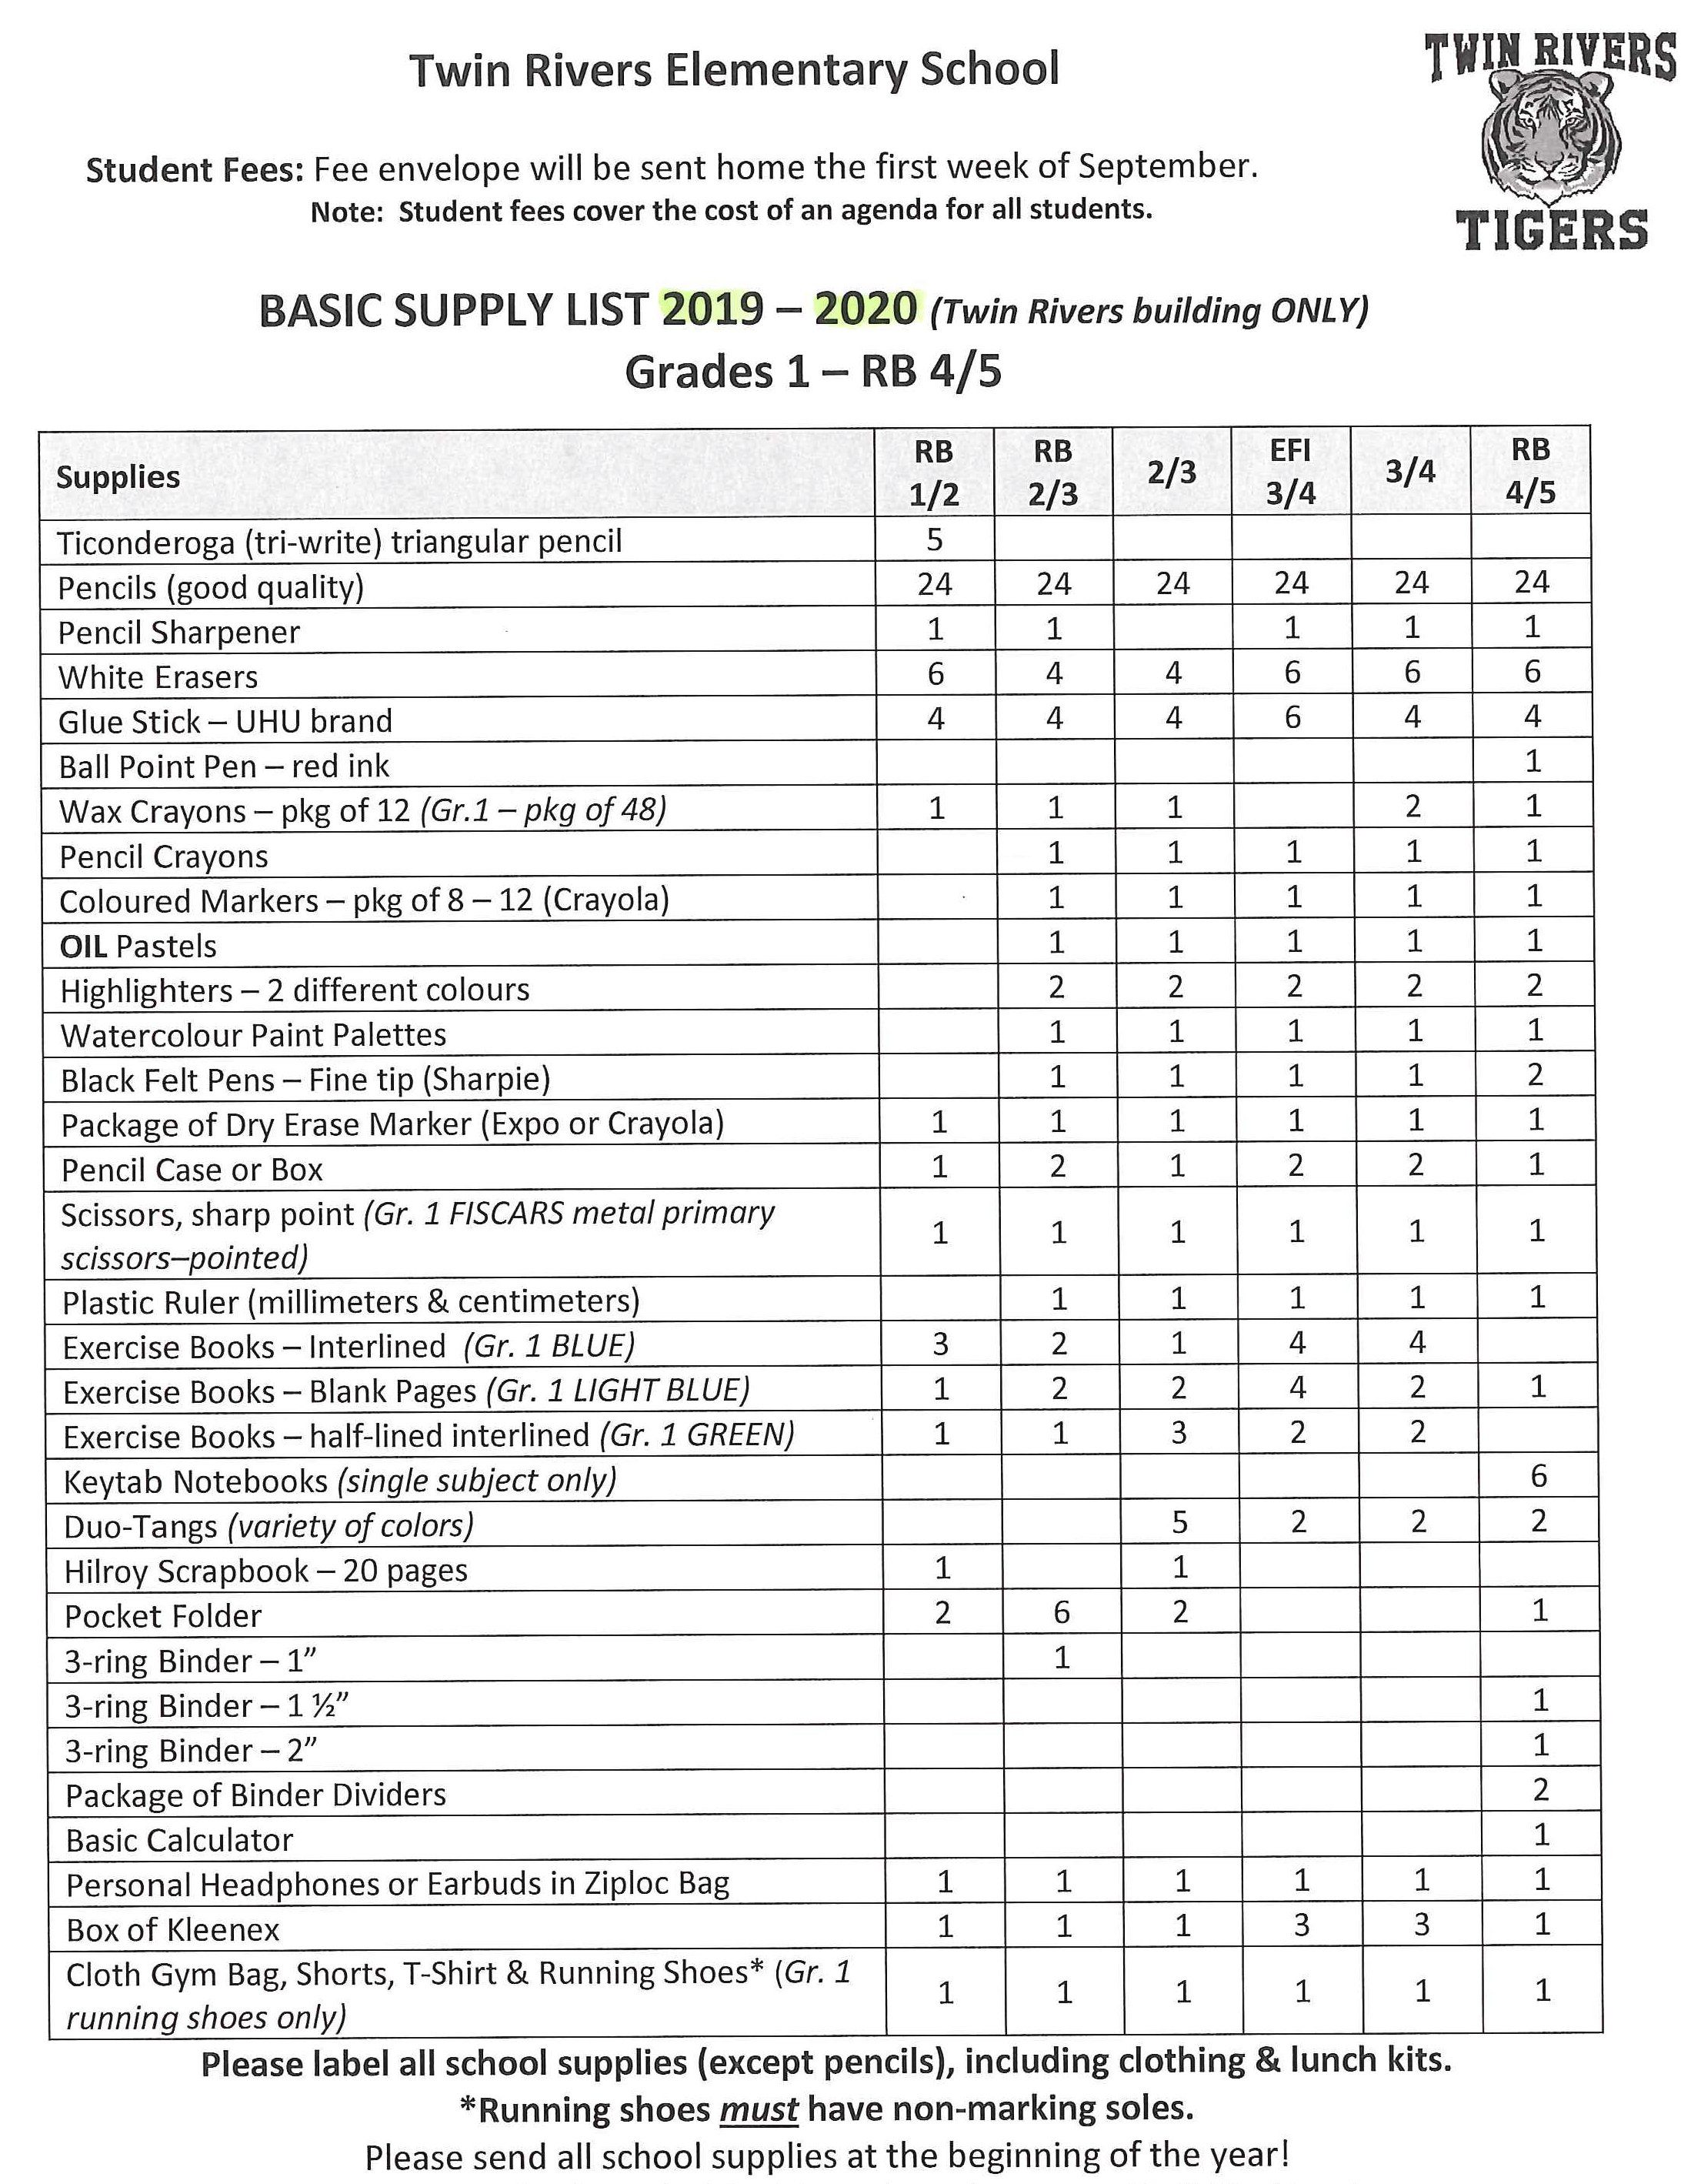 Twin Rivers Elementary School
TWIN RIVERS
TIGERS
Student Fees: Fee envelope will be sent home the first week of September.
Note: Student fees cover the cost of an agenda for all students.
BASIC SUPPLY LIST 2019 – 2020 (Twin Rivers building ONLY)
Grades 1 – RB 4/5
Supplies RB 1/2 RB 2/3 2/3 EFI 3/4 3/4 RB 4/5
Ticonderoga (tri-write) triangular pencil 5
Pencils (good quality) 24 24 24 24 24 24
Pencil Sharpener 1 1 1 1 1
White Erasers 6 4 4 6 6 6
Glue Stick – UHU brand 4 4 4 6 4 4
Ball Point Pen – red ink 1
Wax Crayons – pkg of 12 (Gr.1 – pkg of 48) 1 1 1 2 1
Pencil Crayons 1 1 1 1 1
Coloured Markers – pkg of 8 – 12 (Crayola) 1 1 1 1 1
OIL Pastels 1 1 1 1 1
Highlighters – 2 different colours 2 2 2 2 2
Watercolour Paint Palettes 1 1 1 1 1
Black Felt Pens – Fine tip (Sharpie) 1 1 1 1 2
Package of Dry Erase Marker (Expo or Crayola) 1 1 1 1 1 1
Pencil Case or Box 1 2 1 2 2 1
Scissors, sharp point (Gr. 1 FISCARS metal primary
scissors–pointed) 1 1 1 1 1 1
Plastic Ruler (millimeters & centimeters) 1 1 1 1 1
Exercise Books – Interlined (Gr. 1 BLUE) 3 2 1 4 4
Exercise Books – Blank Pages (Gr. 1 LIGHT BLUE) 1 2 2 4 2 1
Exercise Books – half-lined interlined (Gr. 1 GREEN) 1 1 3 2 2
Keytab Notebooks (single subject only) 6
Duo-Tangs (variety of colors) 5 2 2 2
Hilroy Scrapbook – 20 pages 1 1
Pocket Folder 2 6 2 1
3-ring Binder – 1” 1
3-ring Binder – 1 ½” 1
3-ring Binder – 2” 1
Package of Binder Dividers 2
Basic Calculator 1
Personal Headphones or Earbuds in Ziploc Bag 1 1 1 1 1 1
Box of Kleenex 1 1 1 3 3 1
Cloth Gym Bag, Shorts, T-Shirt & Running Shoes* (Gr. 1
running shoes only) 1 1 1 1 1 1
Please label all school supplies (except pencils), including clothing & lunch kits.
*Running shoes must have non-marking soles.
Please send all school supplies at the beginning of the year!